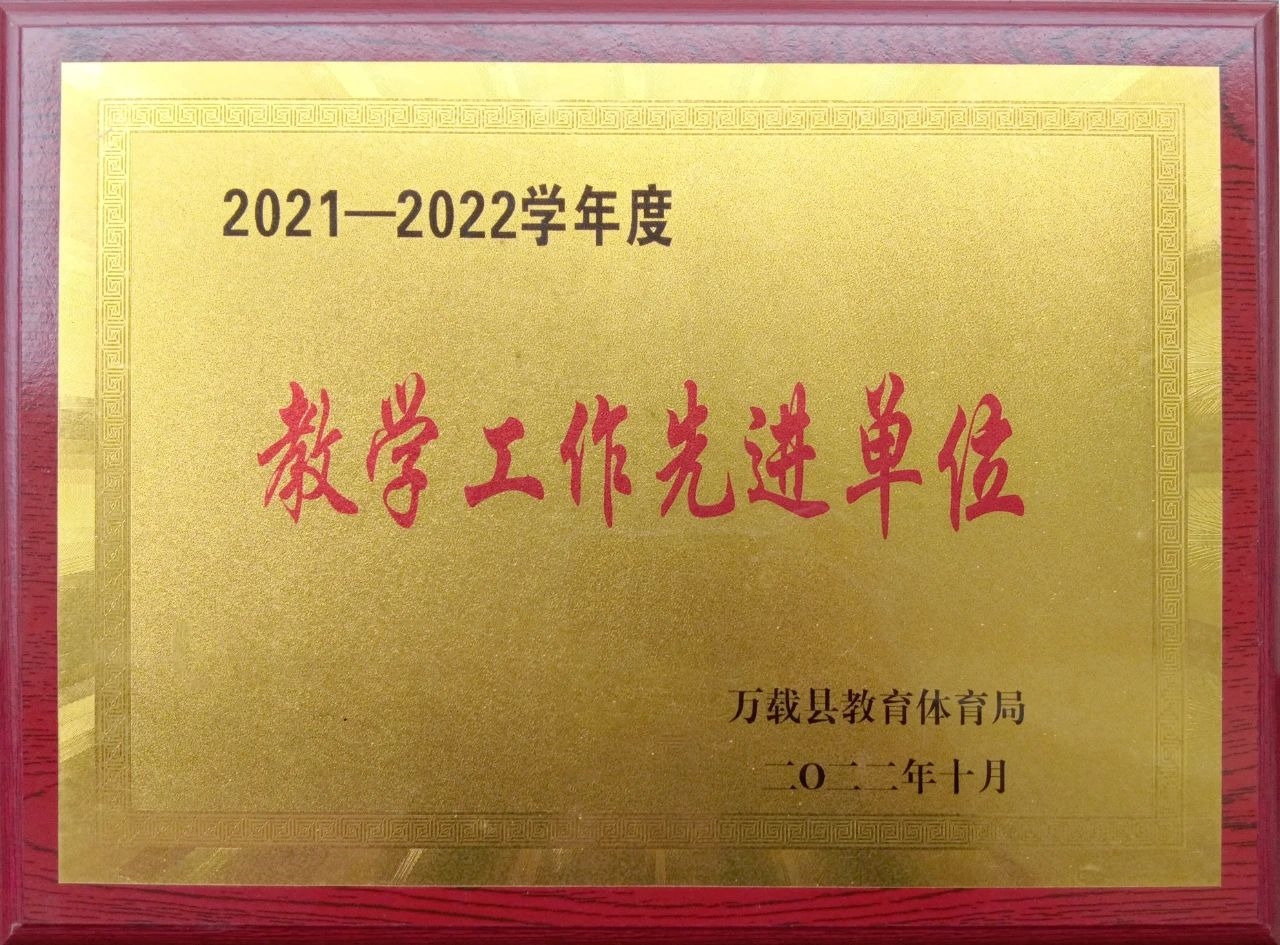 2021—2022学年度
教学工作先进单位
万载县教育体育局
二O二二年十月